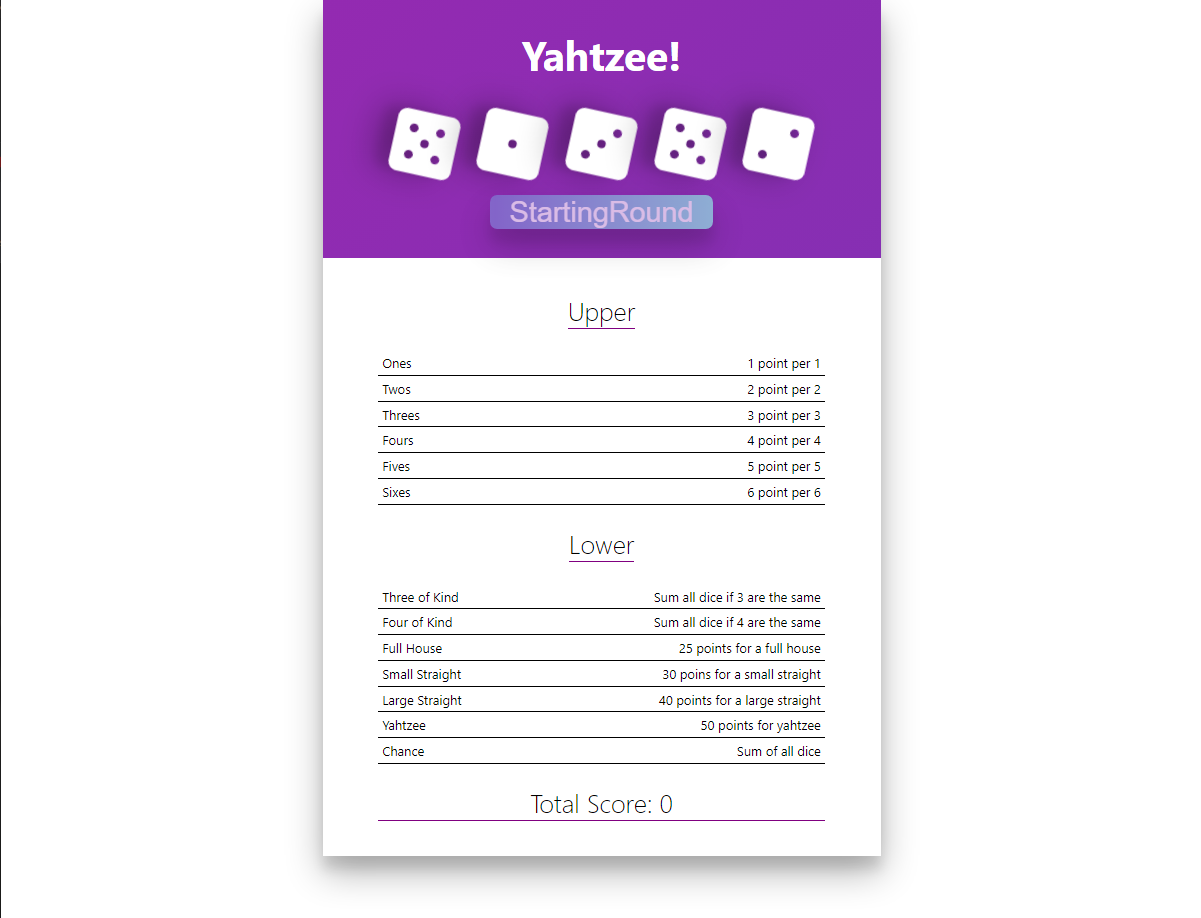 Yahtzee!
StartingRound
Upper
Ones 1 point per 1
Twos 2 point per 2
Threes 3 point per 3
Fours 4 point per 4
Fives 5 point per 5
Sixes 6 point per 6
Lower
Three of Kind Sum all dice if 3 are the same
Four of Kind Sum all dice if 4 are the same
Full House 25 points for a full house
Small Straight 30 poins for a small straight
Large Straight 40 points for a large straight
Yahtzee 50 points for yahtzee
Chance Sum of all dice
Total Score: 0